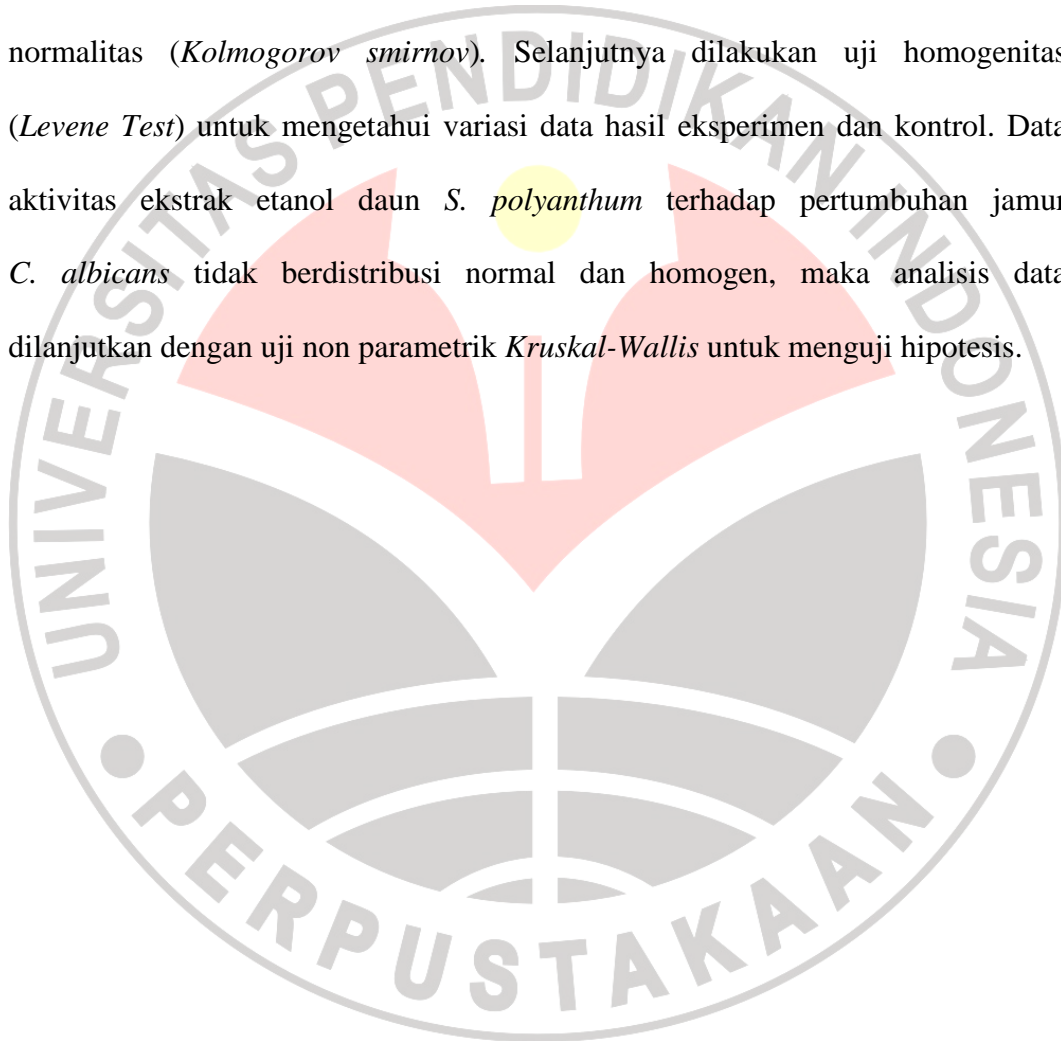 normalitas (Kolmogorov smirnov). Selanjutnya dilakukan uji homogenitas
(Levene Test) untuk mengetahui variasi data hasil eksperimen dan kontrol. Data
aktivitas ekstrak etanol daun S. polyanthum terhadap pertumbuhan jamur
C. albicans tidak berdistribusi normal dan homogen, maka analisis data
dilanjutkan dengan uji non parametrik Kruskal-Wallis untuk menguji hipotesis.
UNIVERSITAS PENDIDIKAN INDONESIA
PERPUSTAKAAN